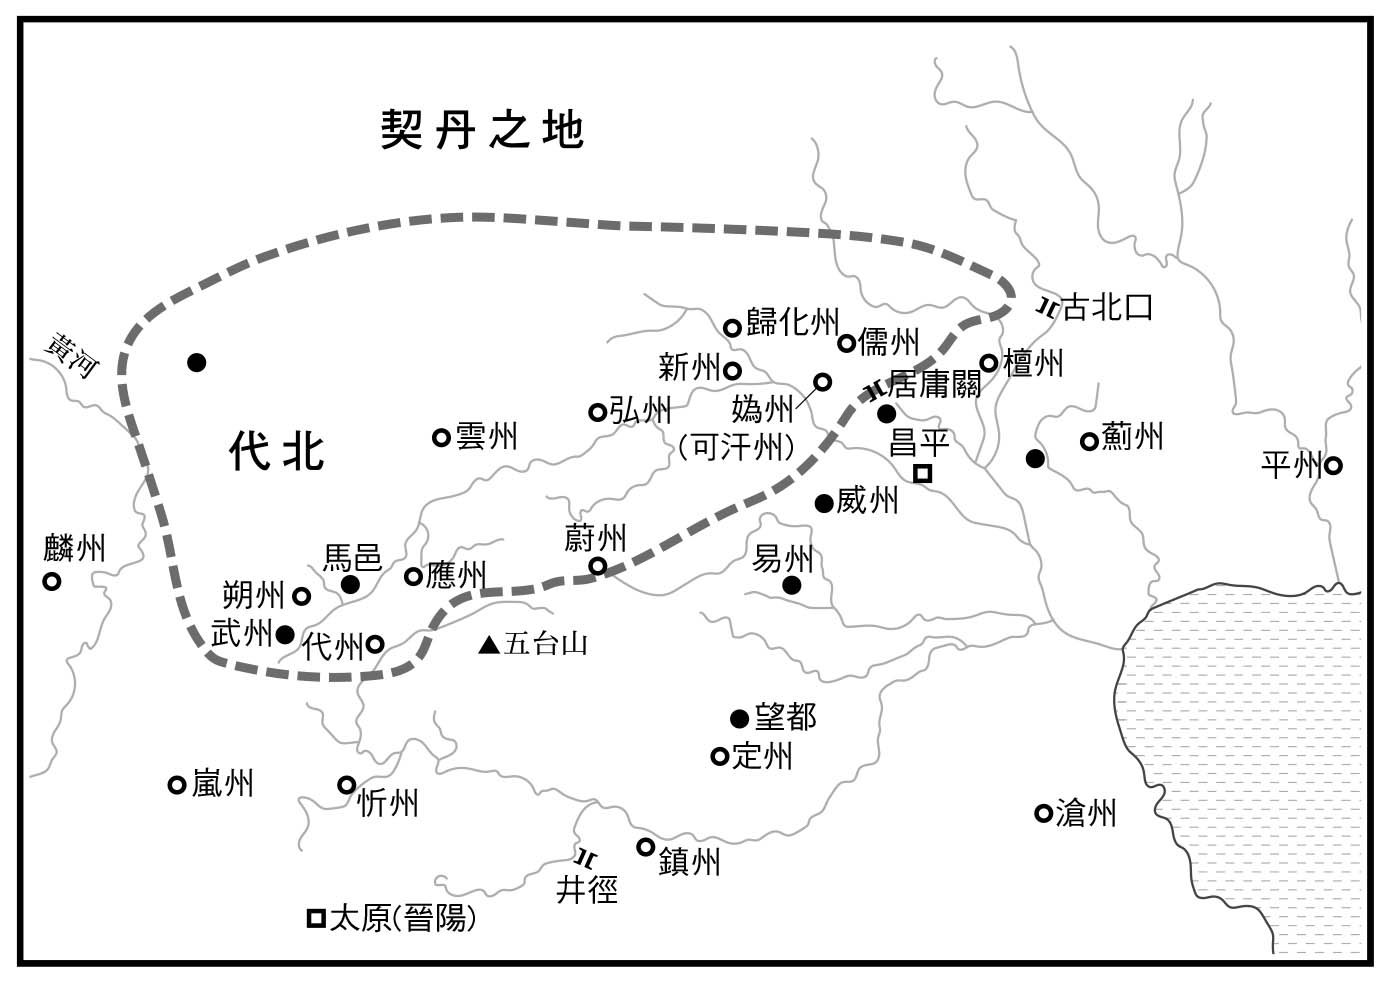 契丹之地
古北口
歸化州
儒州
黃河
新州
檀州
居庸關
弘州
媯州
(可汗州)
代北
雲州
昌平
薊州
平州
威州
麟州
馬邑
蔚州
易州
朔州
應州
武州
代州
五台山
望都
定州
嵐州
忻州
滄州
鎮州
井徑
太原(晉陽)